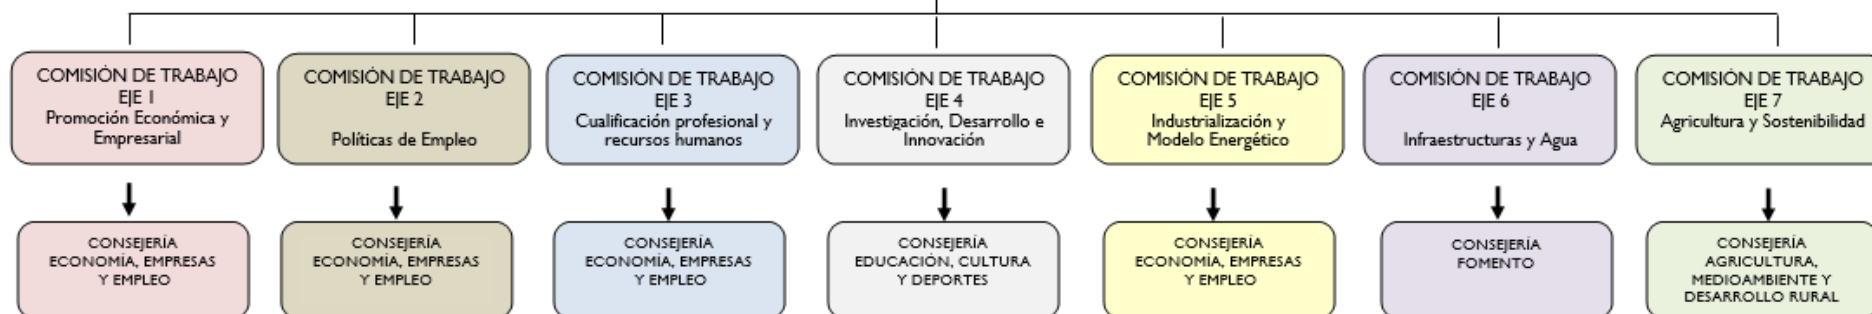 COMISIÓN DE TRABAJO
EJE 1
Promoción Económica y
Empresarial
COMISIÓN DE TRABAJO
EJE 2
Políticas de Empleo
COMISIÓN DE TRABAJO
EJE 3
Cualificación profesional y
recursos humanos
COMISIÓN DE TRABAJO
EJE 4
Investigación, Desarrollo e
Innovación
COMISIÓN DE TRABAJO
EJE 5
Industrialización y
Modelo Energético
COMISIÓN DE TRABAJO
EJE 6
Infraestructuras y Agua
COMISIÓN DE TRABAJO
EJE 7
Agricultura y Sostenibilidad
CONSEJERÍA
ECONOMÍA, EMPRESAS
Y EMPLEO
CONSEJERÍA
ECONOMÍA, EMPRESAS
Y EMPLEO
CONSEJERÍA
ECONOMÍA, EMPRESAS
Y EMPLEO
CONSEJERÍA
EDUCACIÓN, CULTURA
Y DEPORTES
CONSEJERÍA
ECONOMÍA, EMPRESAS
Y EMPLEO
CONSEJERÍA
FOMENTO
CONSEJERÍA
AGRICULTURA,
MEDIOAMBIENTE Y
DESARROLLO RURAL